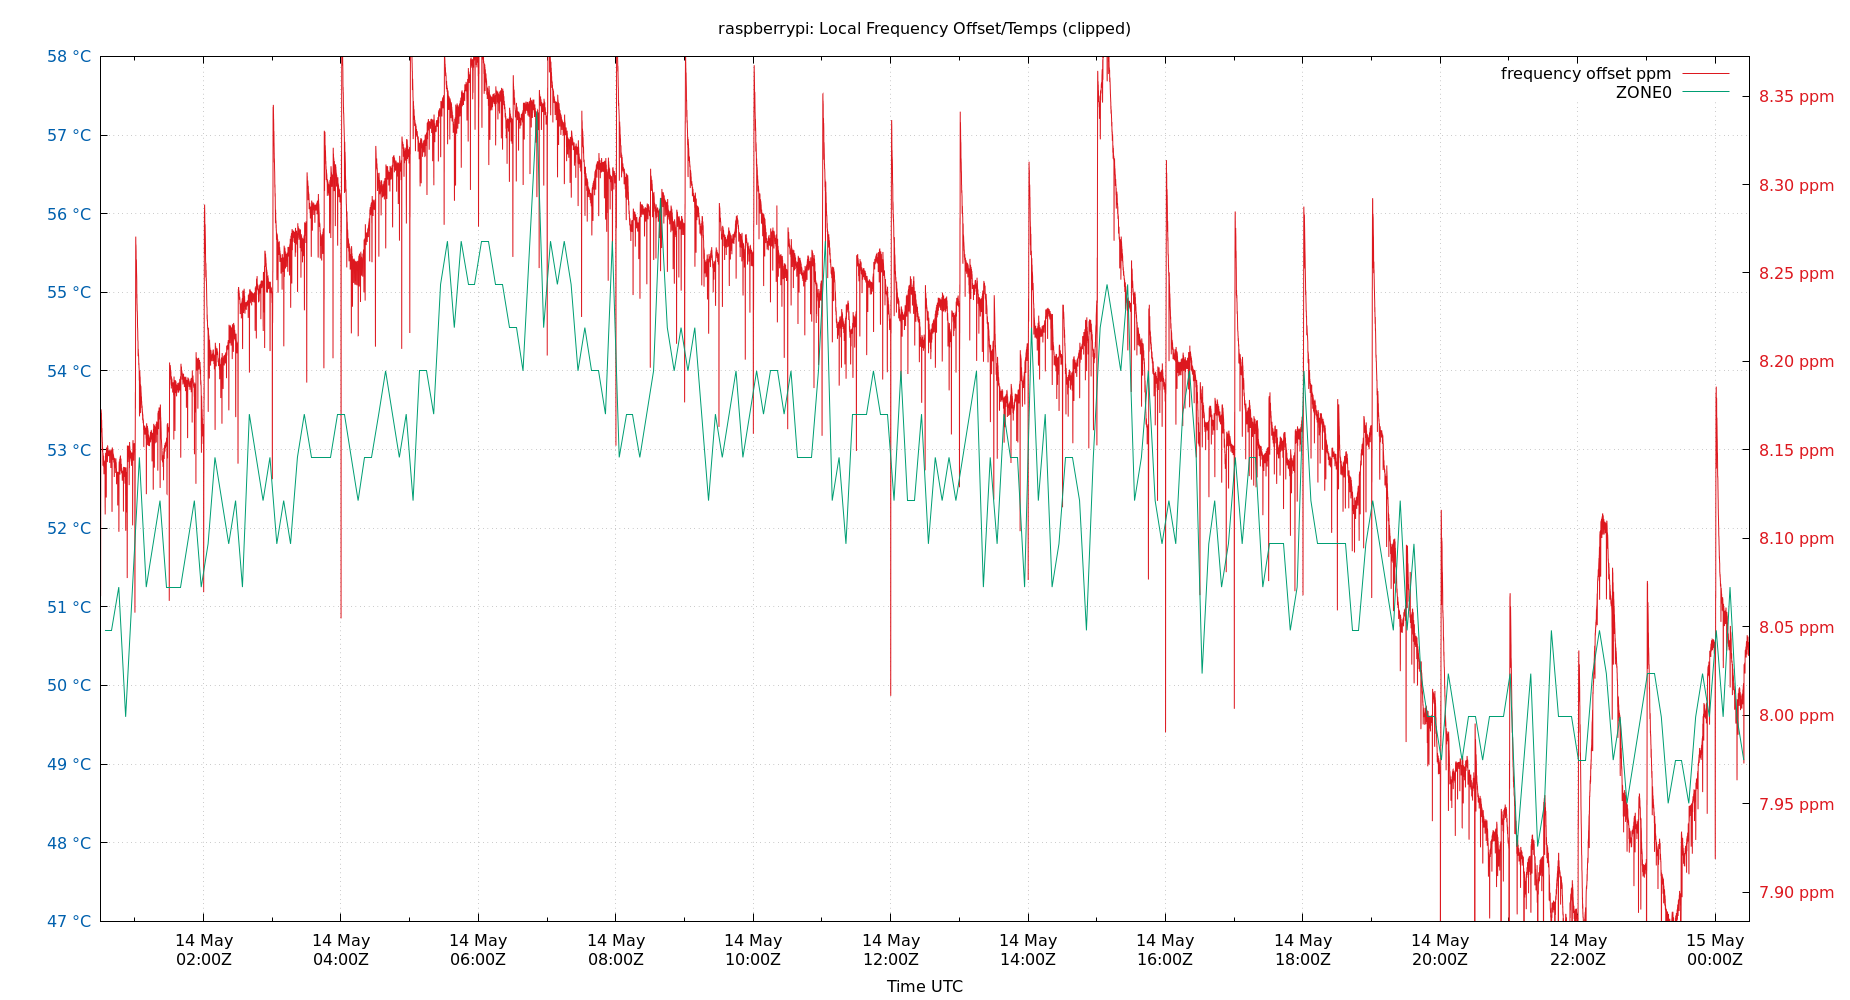 raspberrypi: Local Frequency Offset/Temps (clipped)
frequency offset ppm
ZONE0
58 °C
57 °C
56 °C
55 °C
54 °C
53 °C
52 °C
51 °C
50 °C
49 °C
48 °C
47 °C
8.35 ppm
8.30 ppm
8.25 ppm
8.20 ppm
8.15 ppm
8.10 ppm
8.05 ppm
8.00 ppm
7.95 ppm
7.90 ppm
14 May
02:00Z
14 May
04:00Z
14 May
06:00Z
14 May
08:00Z
14 May
10:00Z
14 May
12:00Z
14 May
14:00Z
14 May
16:00Z
14 May
18:00Z
14 May
20:00Z
14 May
22:00Z
15 May
00:00Z
Time UTC